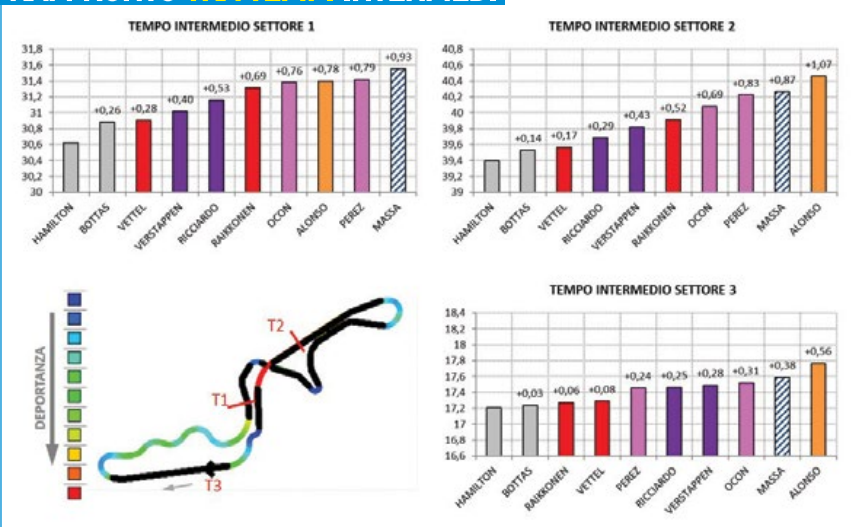 TEMPO INTERMEDIO SETTORE 1
31,8
31,6
31,4
31,2
31
30,8
30,6
30,4
30,2
30
+0,26
+0,28
+0,40
+0,53
+0,69
+0,76
+0,78
+0,79
+0,93
HAMILTON
BOTTAS
VETTEL
VERSTAPPEN
RICCIARDO
RAIKKONEN
OCON
ALONSO
PEREZ
MASSA
TEMPO INTERMEDIO SETTORE 2
40,8
40,6
40,4
40,2
40
39,8
39,6
39,4
39,2
39
+0,14
+0,17
+0,29
+0,43
+0,52
+0,69
+0,83
+0,87
+1,07
HAMILTON
BOTTAS
VETTEL
RICCIARDO
VERSTAPPEN
RAIKKONEN
OCON
PEREZ
MASSA
ALONSO
DEPORTANZA
T2
T1
T3
TEMPO INTERMEDIO SETTORE 3
18,4
18,2
18
17,8
17,6
17,4
17,2
17
16,8
16,6
+0,03
+0,06
+0,08
+0,24
+0,25
+0,28
+0,31
+0,38
+0,56
HAMILTON
BOTTAS
RAIKKONEN
VETTEL
PEREZ
RICCIARDO
VERSTAPPEN
OCON
MASSA
ALONSO